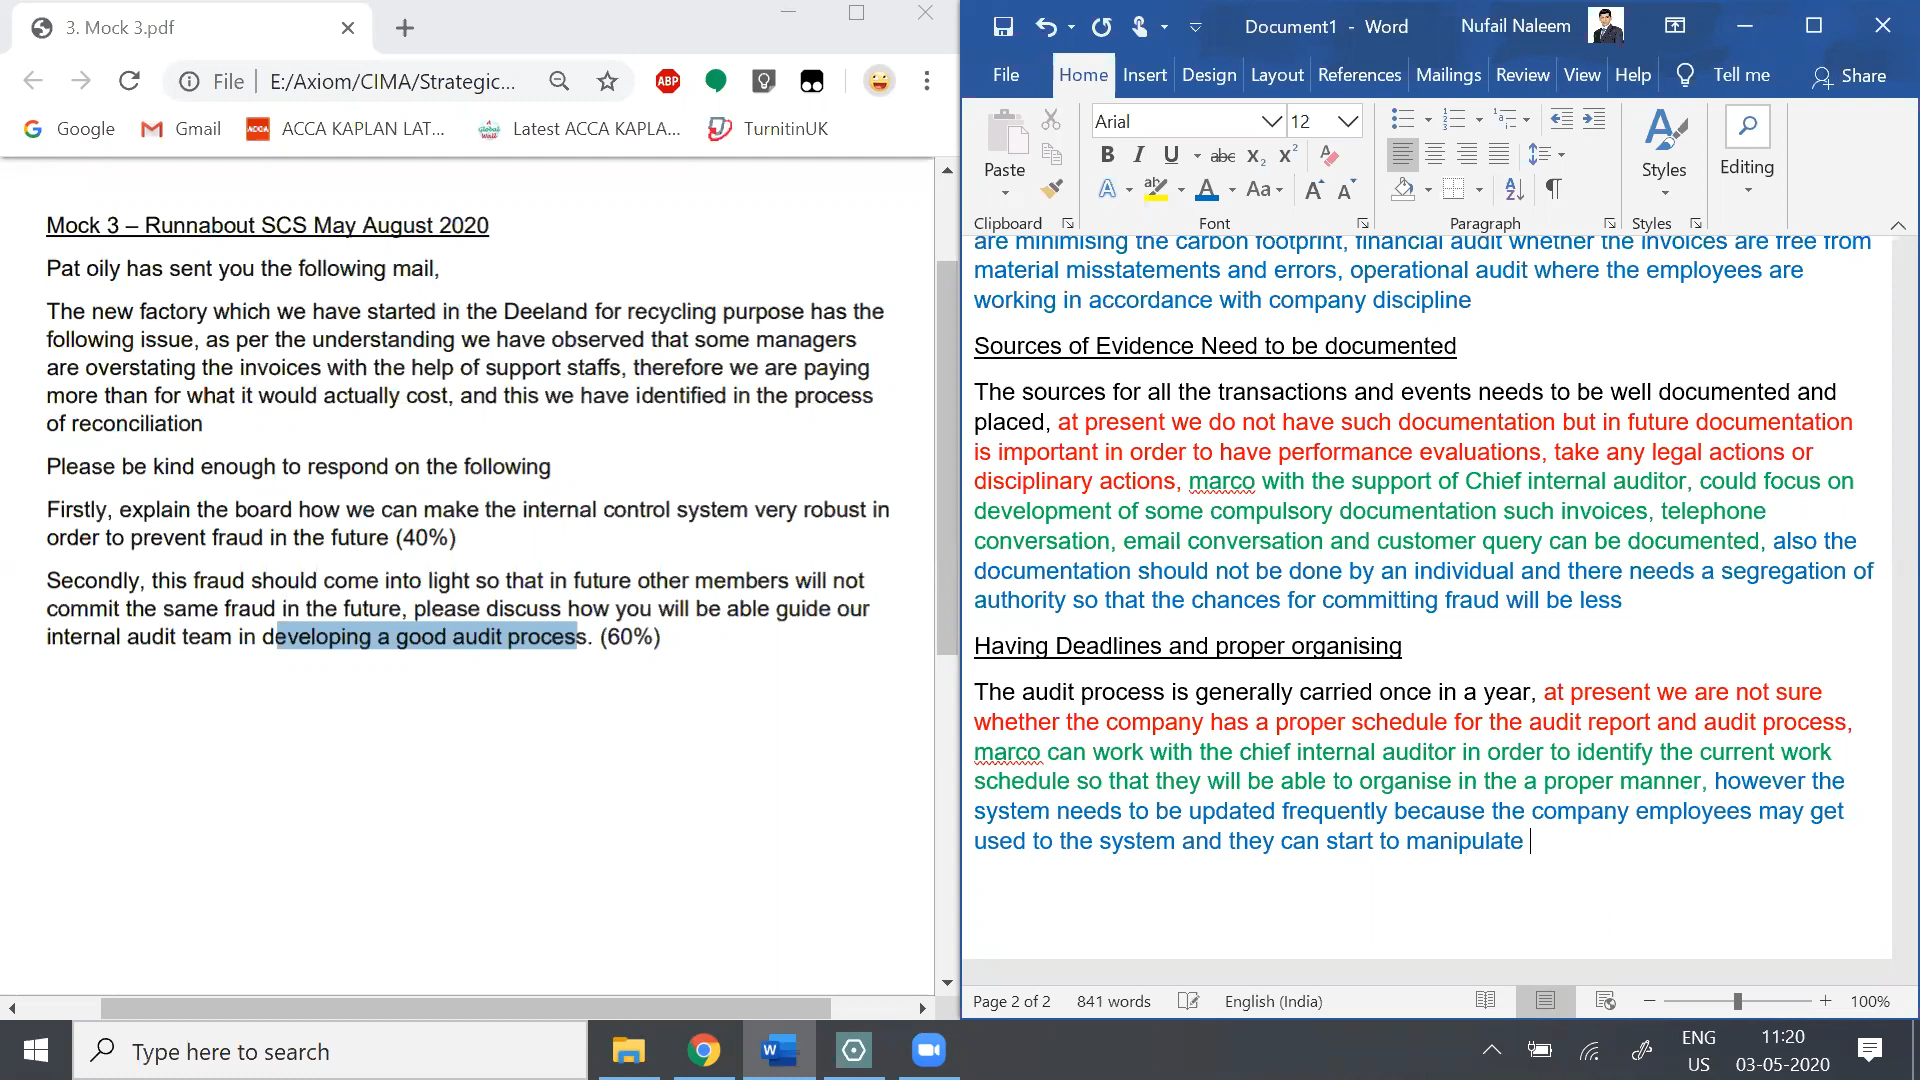 3. Mock 3.pdf
File
E:/Axiom/CIMA/Strategic...
ABP
Google
Gmail
ACCA
ACCA KAPLAN LAT...
Latest ACCA KAPLA...
TurnitinUK
Mock 3 – Runnabout SCS May August 2020
Pat oily has sent you the following mail,
The new factory which we have started in the Deeland for recycling purpose has the
following issue, as per the understanding we have observed that some managers
are overstating the invoices with the help of support staffs, therefore we are paying
more than for what it would actually cost, and this we have identified in the process
of reconciliation
Please be kind enough to respond on the following
Firstly, explain the board how we can make the internal control system very robust in
order to prevent fraud in the future (40%)
Secondly, this fraud should come into light so that in future other members will not
commit the same fraud in the future, please discuss how you will be able guide our
internal audit team in developing a good audit process. (60%)
Document1 - Word
Nufail Naleem
File
Home
Insert
Design
Layout
References
Mailings
Review
View
Help
Tell me
Share
Paste
Clipboard
Arial
12
B I U abc X₂ X²
A ab A Aa A A
Font
Paragraph
Styles
Styles
Editing
are minimising the carbon footprint, financial audit whether the invoices are free from
material misstatements and errors, operational audit where the employees are
working in accordance with company discipline
Sources of Evidence Need to be documented
The sources for all the transactions and events needs to be well documented and
placed, at present we do not have such documentation but in future documentation
is important in order to have performance evaluations, take any legal actions or
disciplinary actions, marco with the support of Chief internal auditor, could focus on
development of some compulsory documentation such invoices, telephone
conversation, email conversation and customer query can be documented, also the
documentation should not be done by an individual and there needs a segregation of
authority so that the chances for committing fraud will be less
Having Deadlines and proper organising
The audit process is generally carried once in a year, at present we are not sure
whether the company has a proper schedule for the audit report and audit process,
marco can work with the chief internal auditor in order to identify the current work
schedule so that they will be able to organise in the a proper manner, however the
system needs to be updated frequently because the company employees may get
used to the system and they can start to manipulate
Page 2 of 2
841 words
English (India)
100%
Type here to search
ENG
US
11:20
03-05-2020